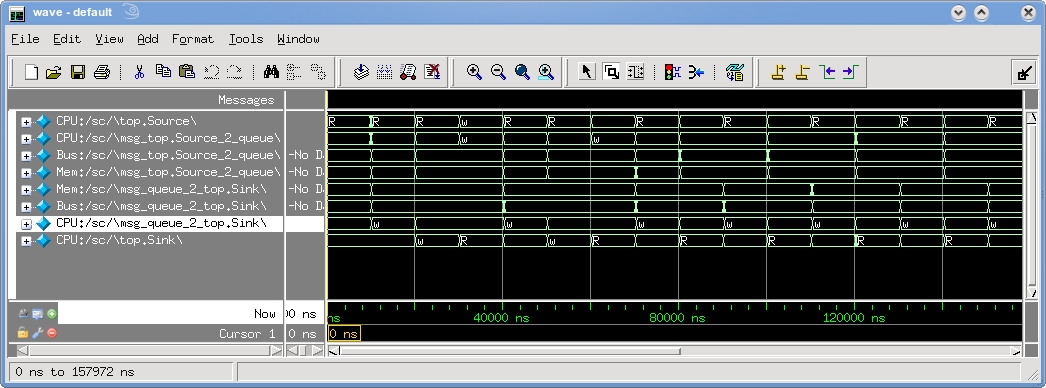 wave - default
File Edit View Add Format Tools Window
Messages
CPU:/sc/\top.Source\ R R R w R R R R R R R
CPU:/sc/\msg_top.Source_2_queue\ w w
Bus:/sc/\msg_top.Source_2_queue\ -No D
Mem:/sc/\msg_top.Source_2_queue\ -No D
Mem:/sc/\msg_queue_2_top.Sink\ -No D
Bus:/sc/\msg_queue_2_top.Sink\ -No D
CPU:/sc/\msg_queue_2_top.Sink\ w w w w w w w w w
CPU:/sc/\top.Sink\ w R w R R R R R
Now 00 ns ns 40000 ns 80000 ns 120000 ns
Cursor 1 0 ns 0 ns
0 ns to 157972 ns